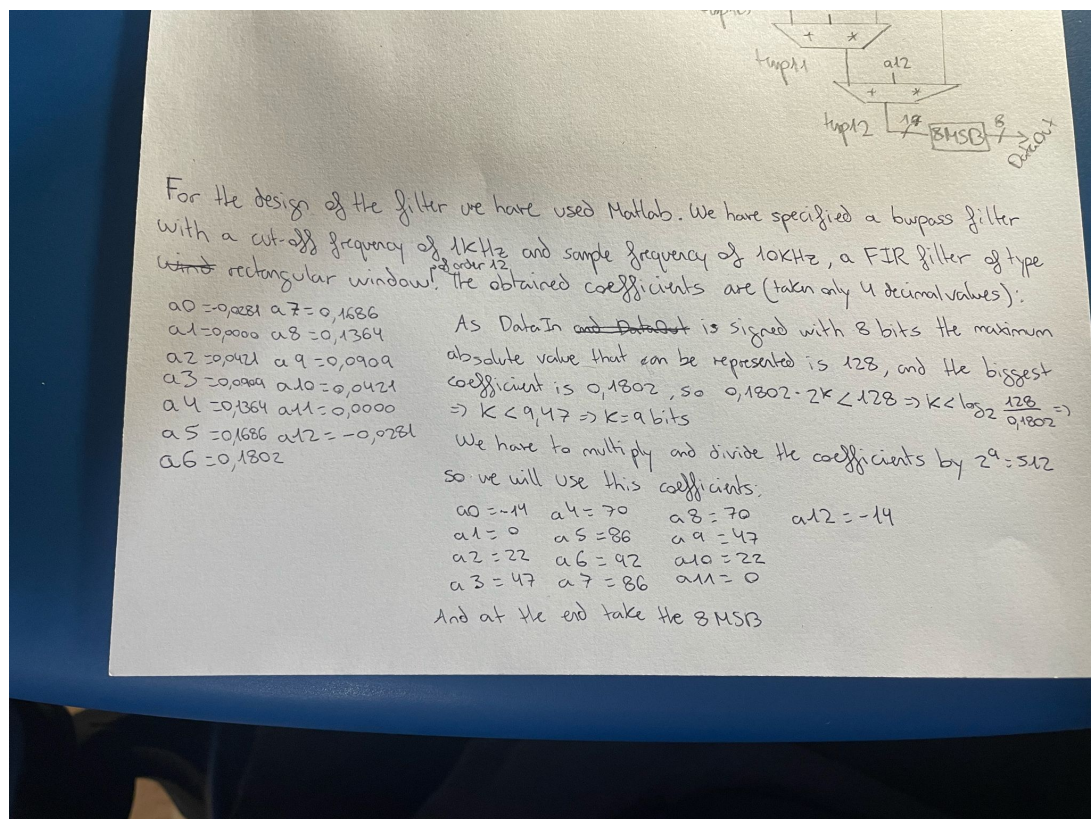 tmp11
+ *
a12
+ *
tmp12
17
8MSB
8
DataOut
For the design of the filter we have used Matlab. We have specified a bwpass filter
with a cut-off frequency of 1KHz and sample frequency of 10KHz, a FIR filter of type
wind rectangular window of order 12. The obtained coefficients are (taken only 4 decimal values):
a0 = -0,0281 a7 = 0,1686
a1 = 0,0000 a8 = 0,1364
a2 = 0,0421 a9 = 0,0909
a3 = 0,0909 a10 = 0,0421
a4 = 0,1364 a11 = 0,0000
a5 = 0,1686 a12 = -0,0281
a6 = 0,1802
As DataIn and DataOut is signed with 8 bits the maximum
absolute value that can be represented is 128, and the biggest
coefficient is 0,1802, so 0,1802 · 2k < 128 => K < log2 128/0,1802 =>
=> K < 9,47 => K = 9 bits
We have to multiply and divide the coefficients by 2^9 = 512
so we will use this coefficients:
a0 = -14 a4 = 70 a8 = 70 a12 = -14
a1 = 0 a5 = 86 a9 = 47
a2 = 22 a6 = 92 a10 = 22
a3 = 47 a7 = 86 a11 = 0
And at the end take the 8 MSB